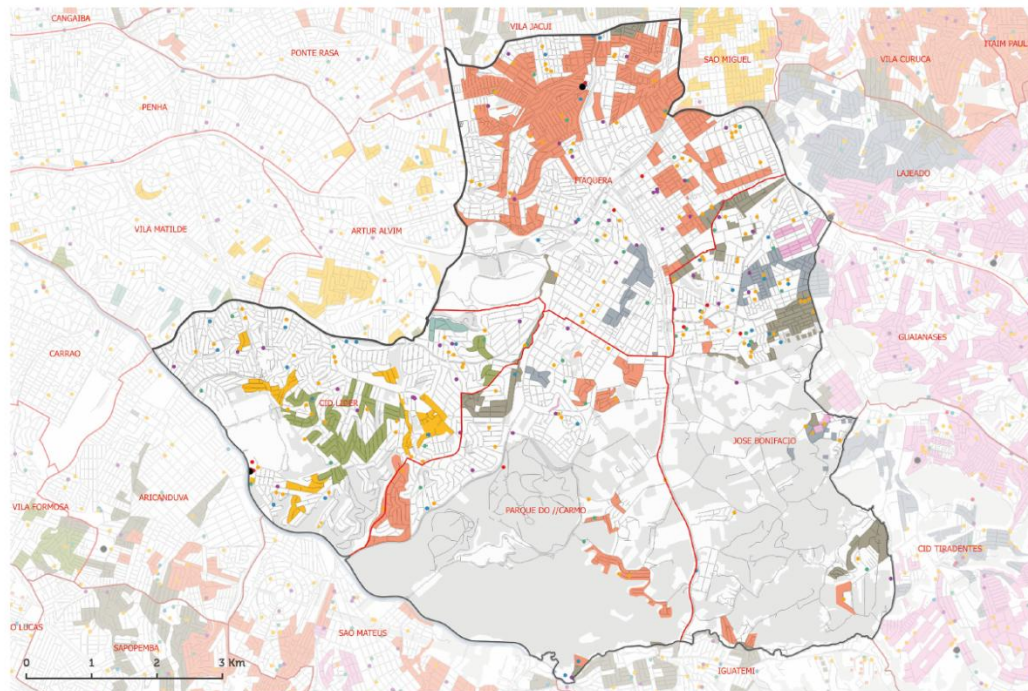 CANGAIBA
VILA JACUI
PONTE RASA
SAO MIGUEL
VILA CURUCA
ITAIM PAUL
PENHA
LAJEADO
ITAQUERA
VILA MATILDE
ARTUR ALVIM
GUAIANASES
CARRAO
CID LIDER
JOSE BONIFACIO
ARICANDUVA
VILA FORMOSA
PARQUE DO //CARMO
CID TIRADENTES
O LUCAS
SAO MATEUS
SAPOPEMBA
IGUATEMI
0 1 2 3 Km